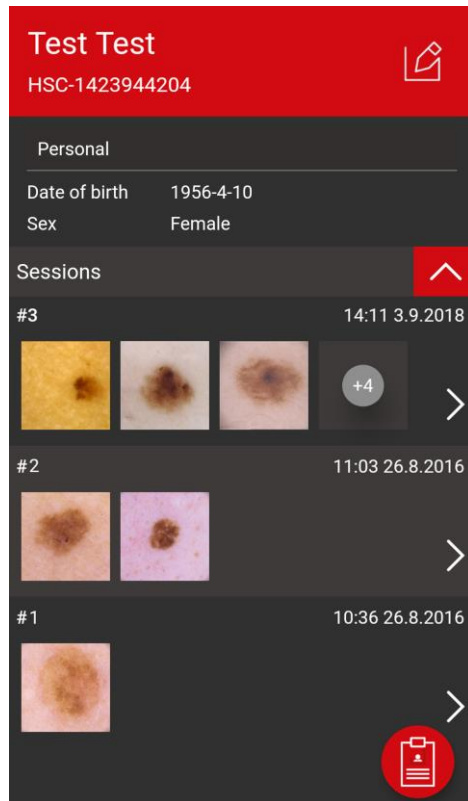 Test Test
HSC-1423944204
Personal
Date of birth 1956-4-10
Sex Female
Sessions
#3 14:11 3.9.2018
+4
#2 11:03 26.8.2016
#1 10:36 26.8.2016